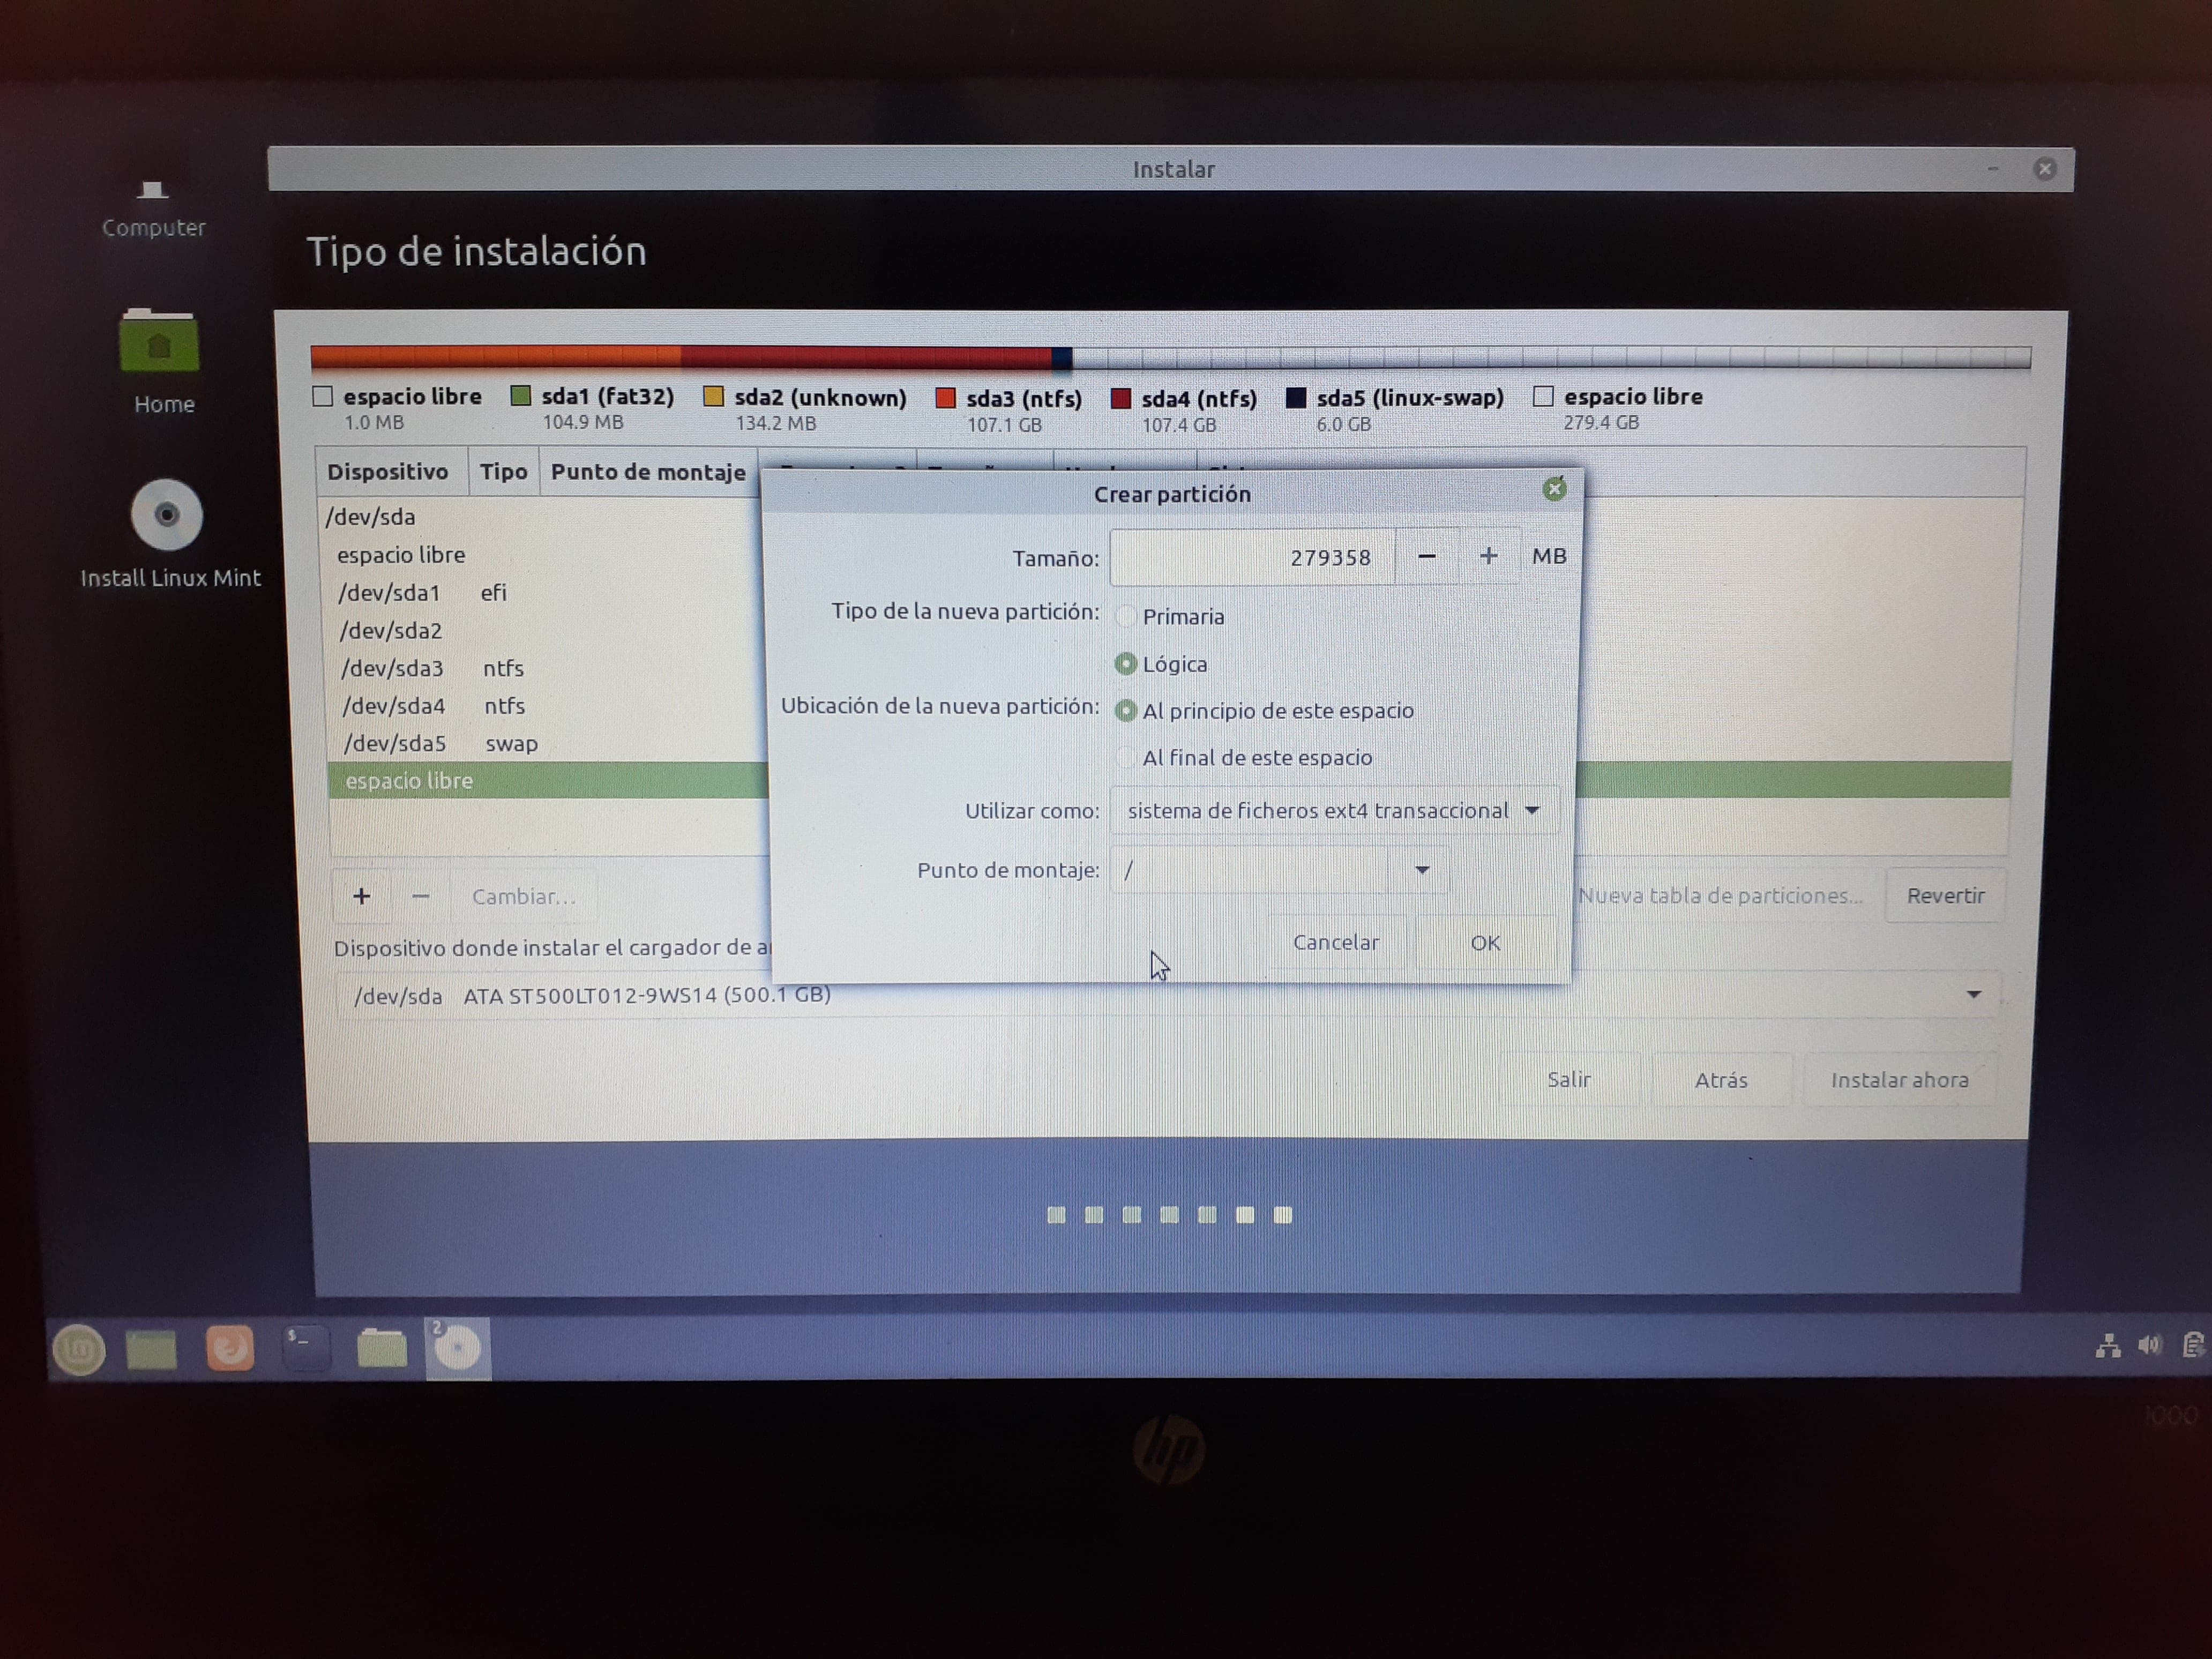 Instalar
Computer
Tipo de instalación
Home
Install Linux Mint
espacio libre
1.0 MB
sda1 (fat32)
104.9 MB
sda2 (unknown)
134.2 MB
sda3 (ntfs)
107.1 GB
sda4 (ntfs)
107.4 GB
sda5 (linux-swap)
6.0 GB
espacio libre
279.4 GB
Dispositivo Tipo Punto de montaje
/dev/sda
espacio libre
/dev/sda1 efi
/dev/sda2
/dev/sda3 ntfs
/dev/sda4 ntfs
/dev/sda5 swap
espacio libre
Crear partición
Tamaño: 279358 − + MB
Tipo de la nueva partición: Primaria
Lógica
Ubicación de la nueva partición: Al principio de este espacio
Al final de este espacio
Utilizar como: sistema de ficheros ext4 transaccional
Punto de montaje: /
Cancelar OK
+ − Cambiar... Nueva tabla de particiones... Revertir
Dispositivo donde instalar el cargador de
/dev/sda ATA ST500LT012-9WS14 (500.1 GB)
Salir Atrás Instalar ahora
$_
2
hp
1000